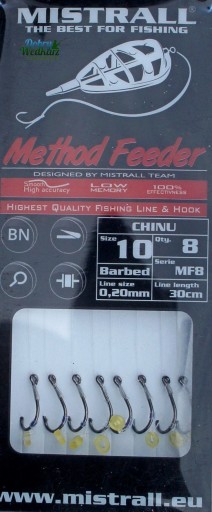 MISTRALL®
THE BEST FOR FISHING
Dobry
Wędkarz
Method Feeder
DESIGNED BY MISTRALL TEAM
Smooth
High accuracy
LOW
MEMORY
100%
EFFECTIVENESS
HIGHEST QUALITY FISHING LINE & HOOK
CHINU
BN
Size
10
Barbed
Qty.
8
Serie
MF8
Line size
0,20mm
Line length
30cm
www.mistrall.eu